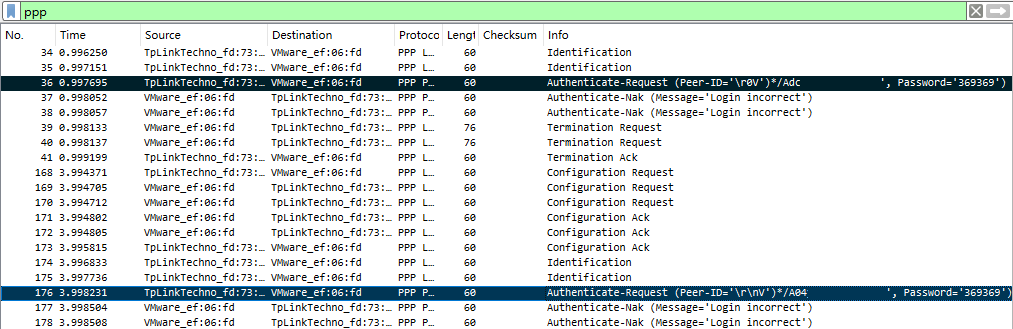 ppp
No. Time Source Destination Protoco Lengt Checksum Info
34 0.996250 TpLinkTechno_fd:73:… VMware_ef:06:fd PPP L… 60 Identification
35 0.997151 TpLinkTechno_fd:73:… VMware_ef:06:fd PPP L… 60 Identification
36 0.997695 TpLinkTechno_fd:73:… VMware_ef:06:fd PPP P… 60 Authenticate-Request (Peer-ID='\r0V')*/Adc ', Password='369369')
37 0.998052 VMware_ef:06:fd TpLinkTechno_fd:73:… PPP P… 60 Authenticate-Nak (Message='Login incorrect')
38 0.998057 VMware_ef:06:fd TpLinkTechno_fd:73:… PPP P… 60 Authenticate-Nak (Message='Login incorrect')
39 0.998133 VMware_ef:06:fd TpLinkTechno_fd:73:… PPP L… 76 Termination Request
40 0.998137 VMware_ef:06:fd TpLinkTechno_fd:73:… PPP L… 76 Termination Request
41 0.999199 TpLinkTechno_fd:73:… VMware_ef:06:fd PPP L… 60 Termination Ack
168 3.994371 TpLinkTechno_fd:73:… VMware_ef:06:fd PPP L… 60 Configuration Request
169 3.994705 VMware_ef:06:fd TpLinkTechno_fd:73:… PPP L… 60 Configuration Request
170 3.994712 VMware_ef:06:fd TpLinkTechno_fd:73:… PPP L… 60 Configuration Request
171 3.994802 VMware_ef:06:fd TpLinkTechno_fd:73:… PPP L… 60 Configuration Ack
172 3.994805 VMware_ef:06:fd TpLinkTechno_fd:73:… PPP L… 60 Configuration Ack
173 3.995815 TpLinkTechno_fd:73:… VMware_ef:06:fd PPP L… 60 Configuration Ack
174 3.996833 TpLinkTechno_fd:73:… VMware_ef:06:fd PPP L… 60 Identification
175 3.997736 TpLinkTechno_fd:73:… VMware_ef:06:fd PPP L… 60 Identification
176 3.998231 TpLinkTechno_fd:73:… VMware_ef:06:fd PPP P… 60 Authenticate-Request (Peer-ID='\r\nV')*/A04 ', Password='369369')
177 3.998504 VMware_ef:06:fd TpLinkTechno_fd:73:… PPP P… 60 Authenticate-Nak (Message='Login incorrect')
178 3.998508 VMware_ef:06:fd TpLinkTechno_fd:73:… PPP P… 60 Authenticate-Nak (Message='Login incorrect')